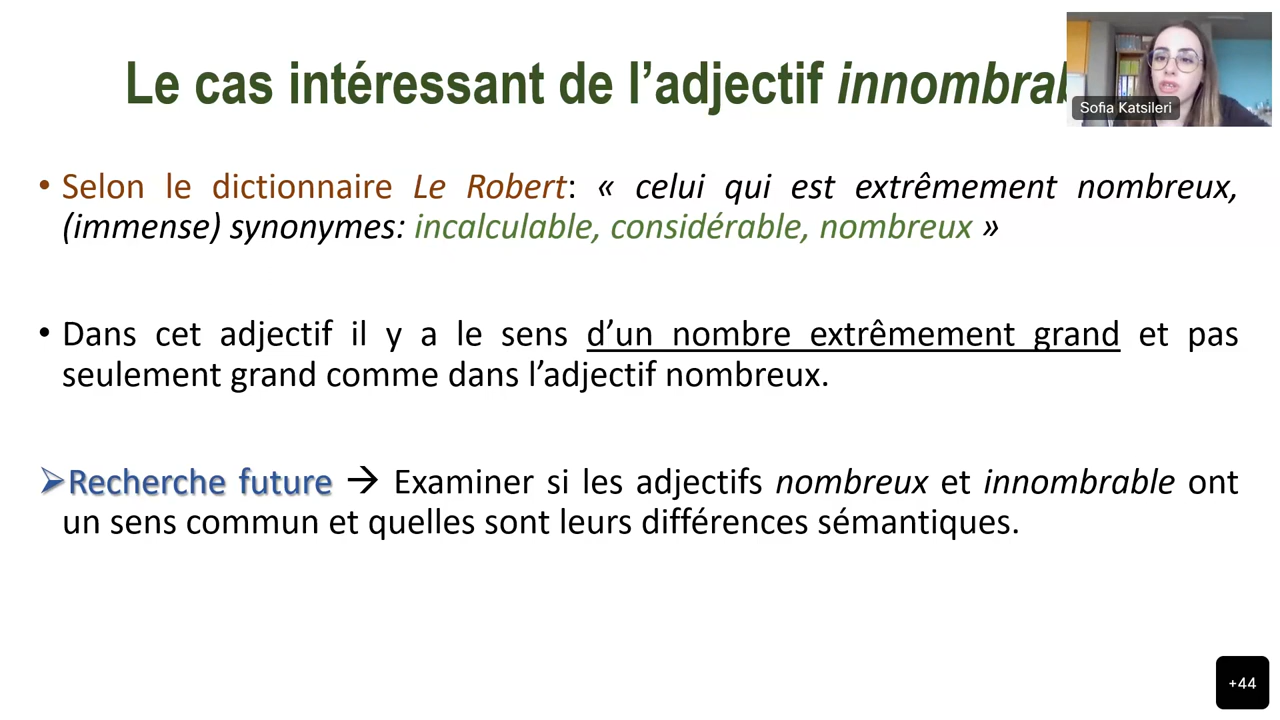 Le cas intéressant de l’adjectif innombrab
Sofia Katsileri
• Selon le dictionnaire Le Robert: « celui qui est extrêmement nombreux,
(immense) synonymes: incalculable, considérable, nombreux »
• Dans cet adjectif il y a le sens d’un nombre extrêmement grand et pas
seulement grand comme dans l’adjectif nombreux.
➢Recherche future → Examiner si les adjectifs nombreux et innombrable ont
un sens commun et quelles sont leurs différences sémantiques.
+44